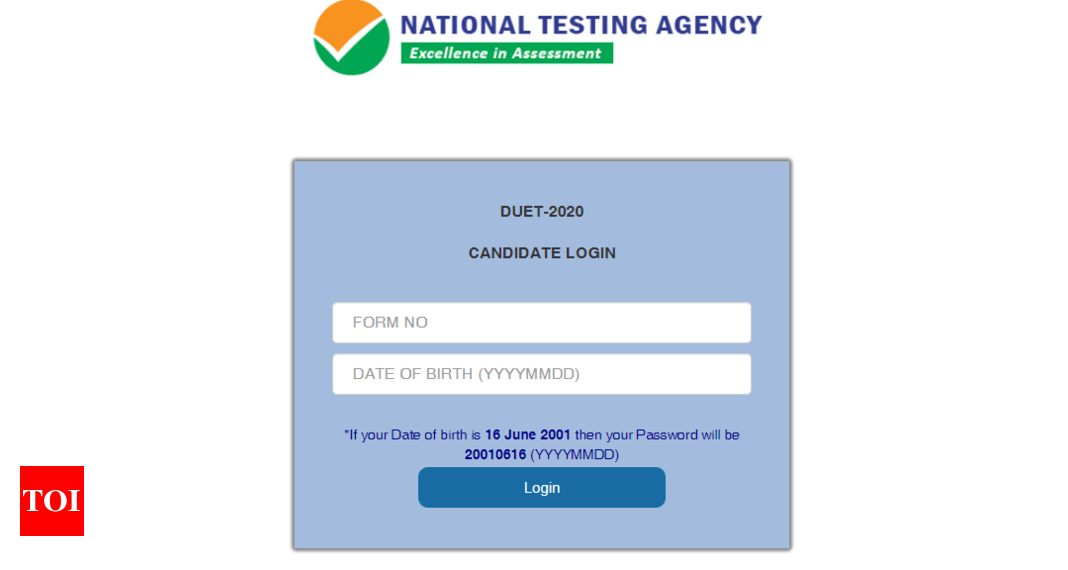 NATIONAL TESTING AGENCY
Excellence in Assessment
DUET-2020
CANDIDATE LOGIN
FORM NO
DATE OF BIRTH (YYYYMMDD)
*If your Date of birth is 16 June 2001 then your Password will be
20010616 (YYYYMMDD)
Login
TOI